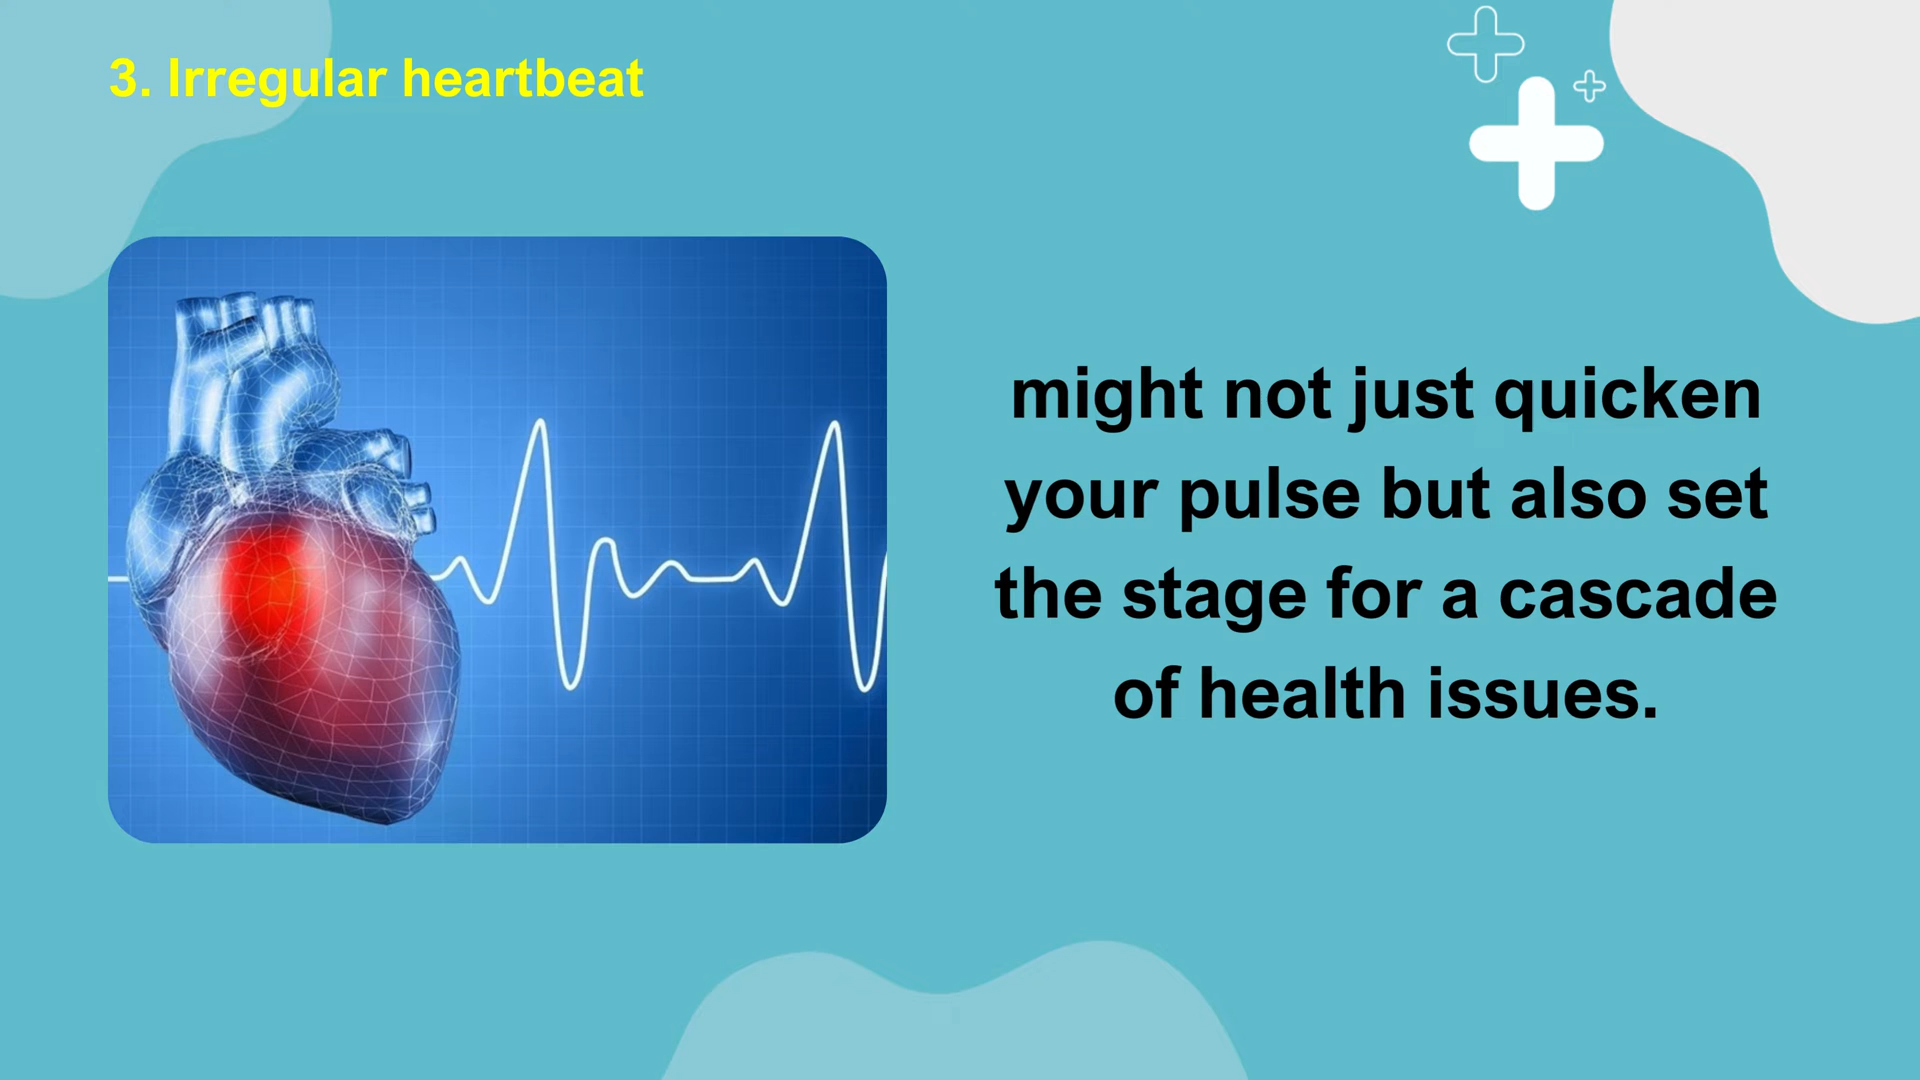 3. Irregular heartbeat
might not just quicken
your pulse but also set
the stage for a cascade
of health issues.